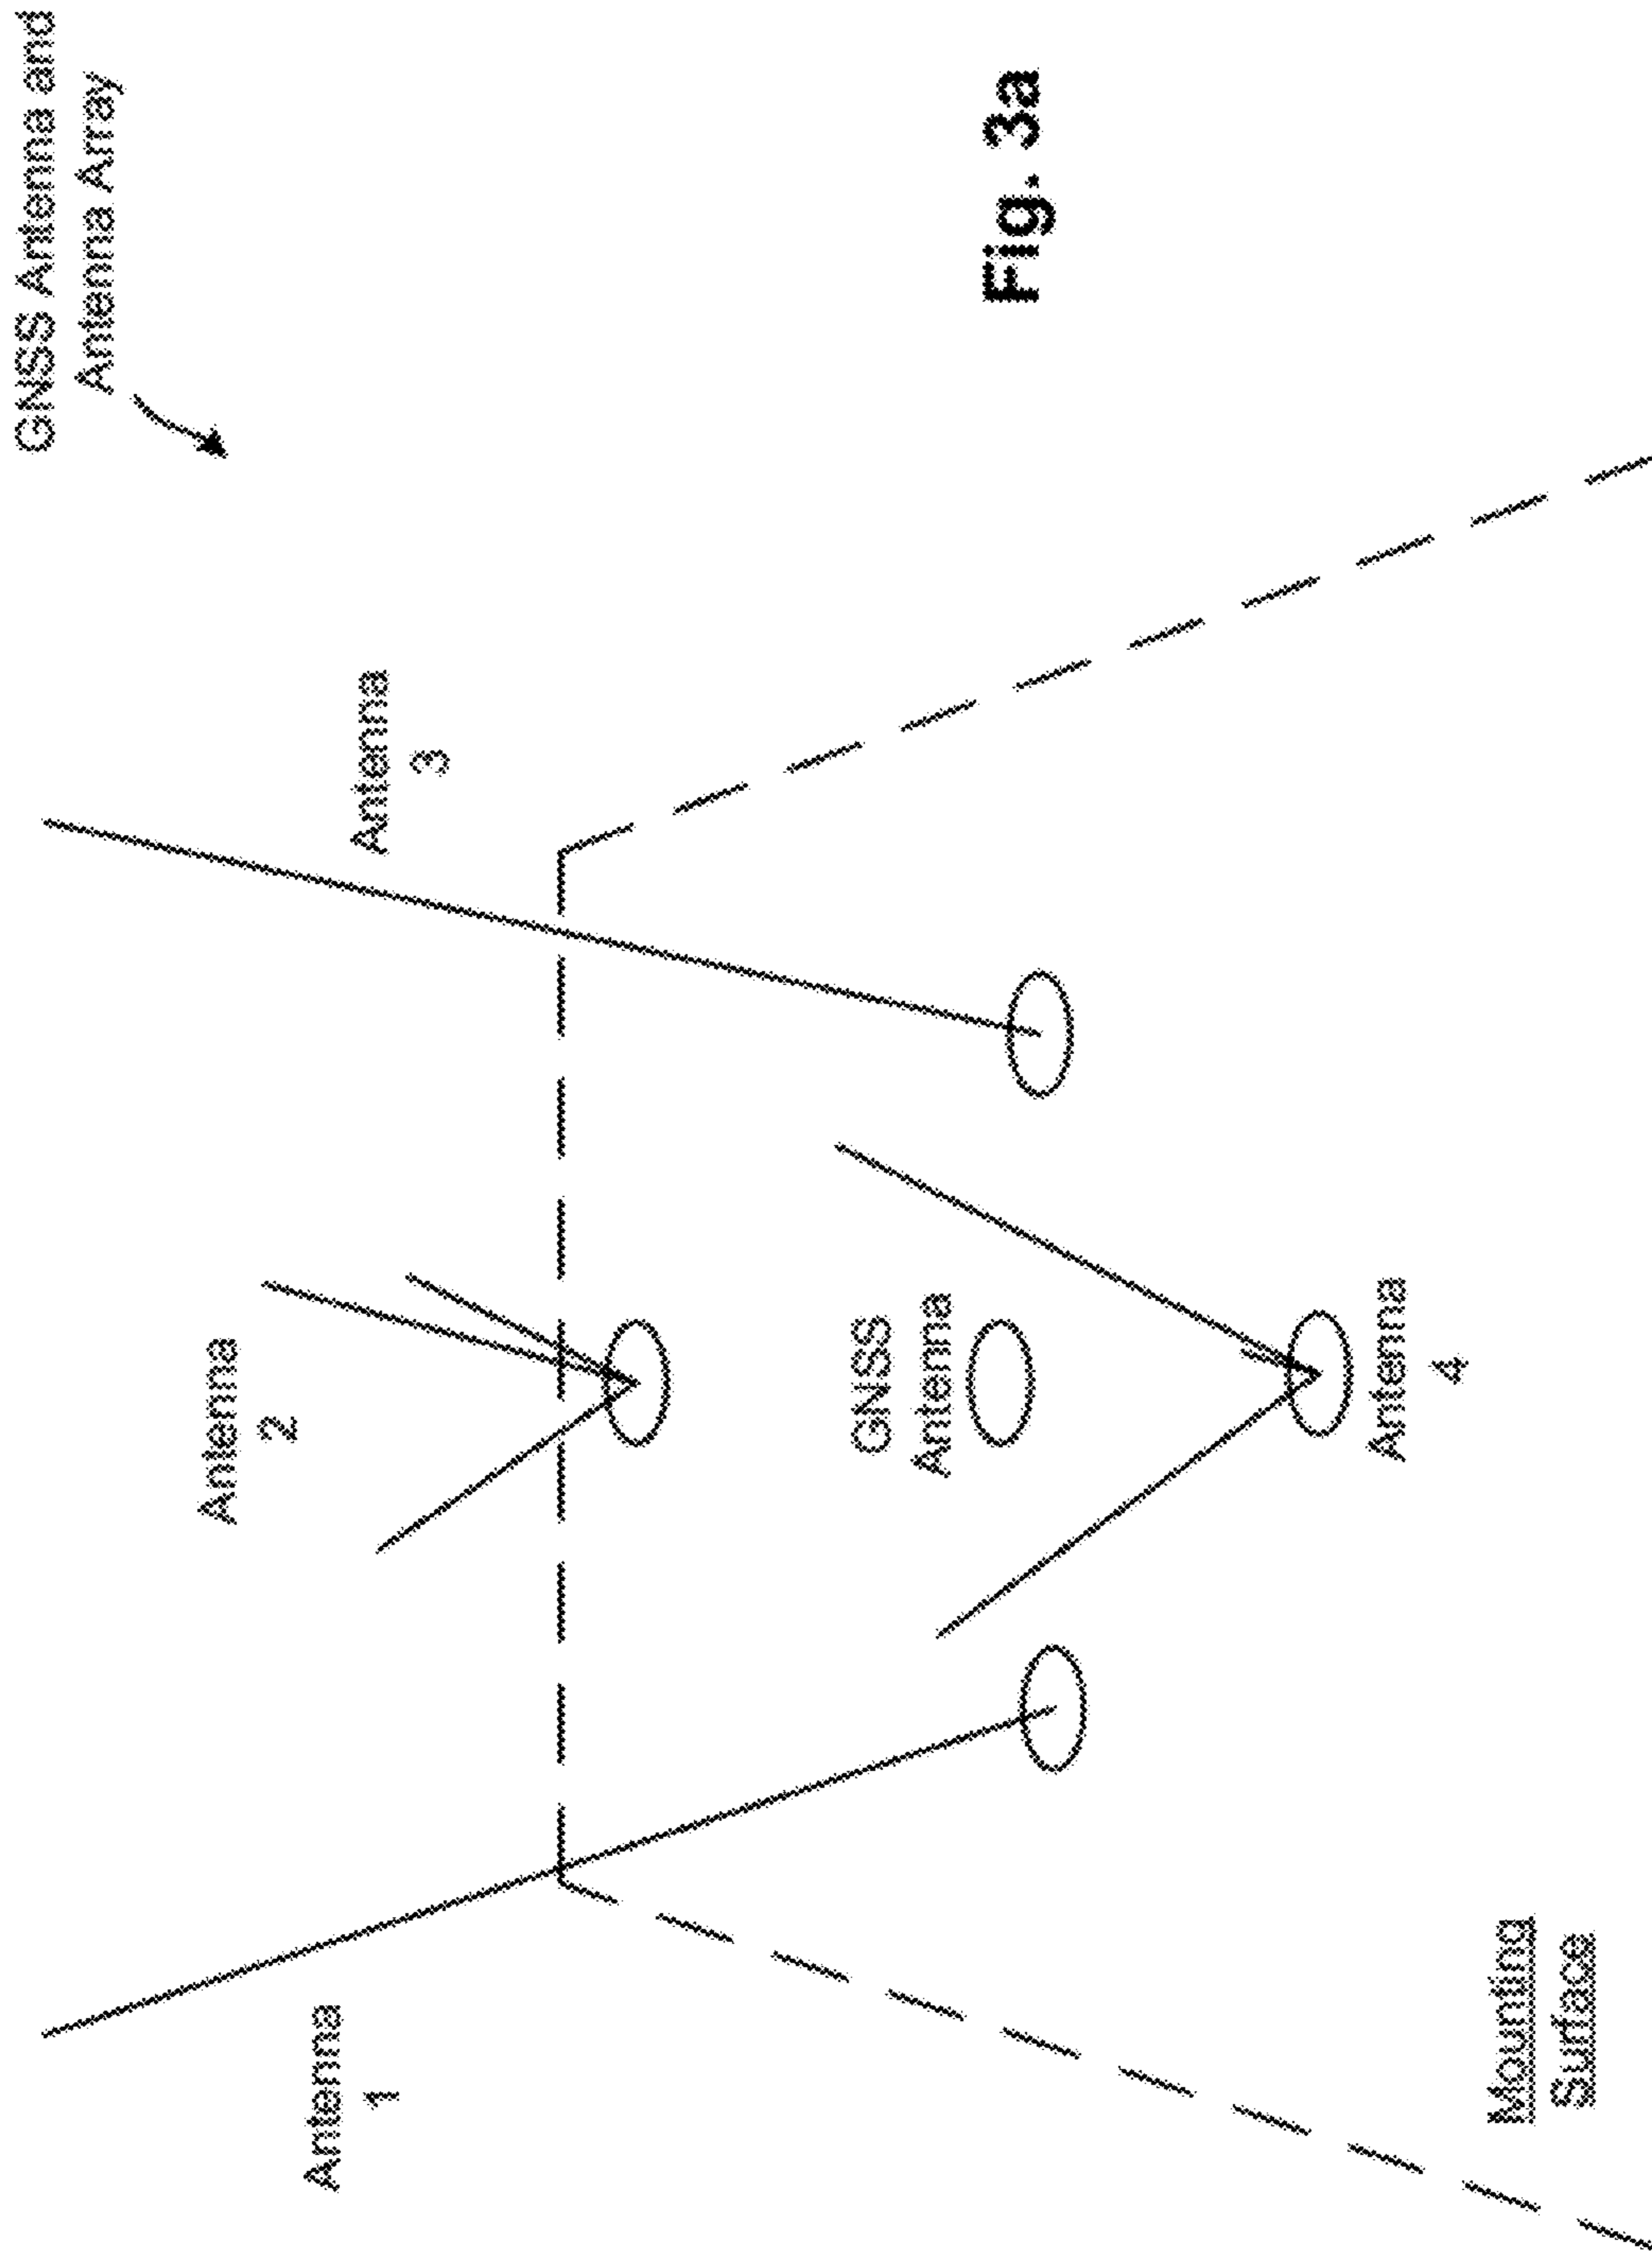 GNSS Antenna and
Antenna Array
Antenna
2
Antenna
1
Antenna
3
GNSS
Antenna
Antenna
4
Mounting
Surface
Fig. 3a